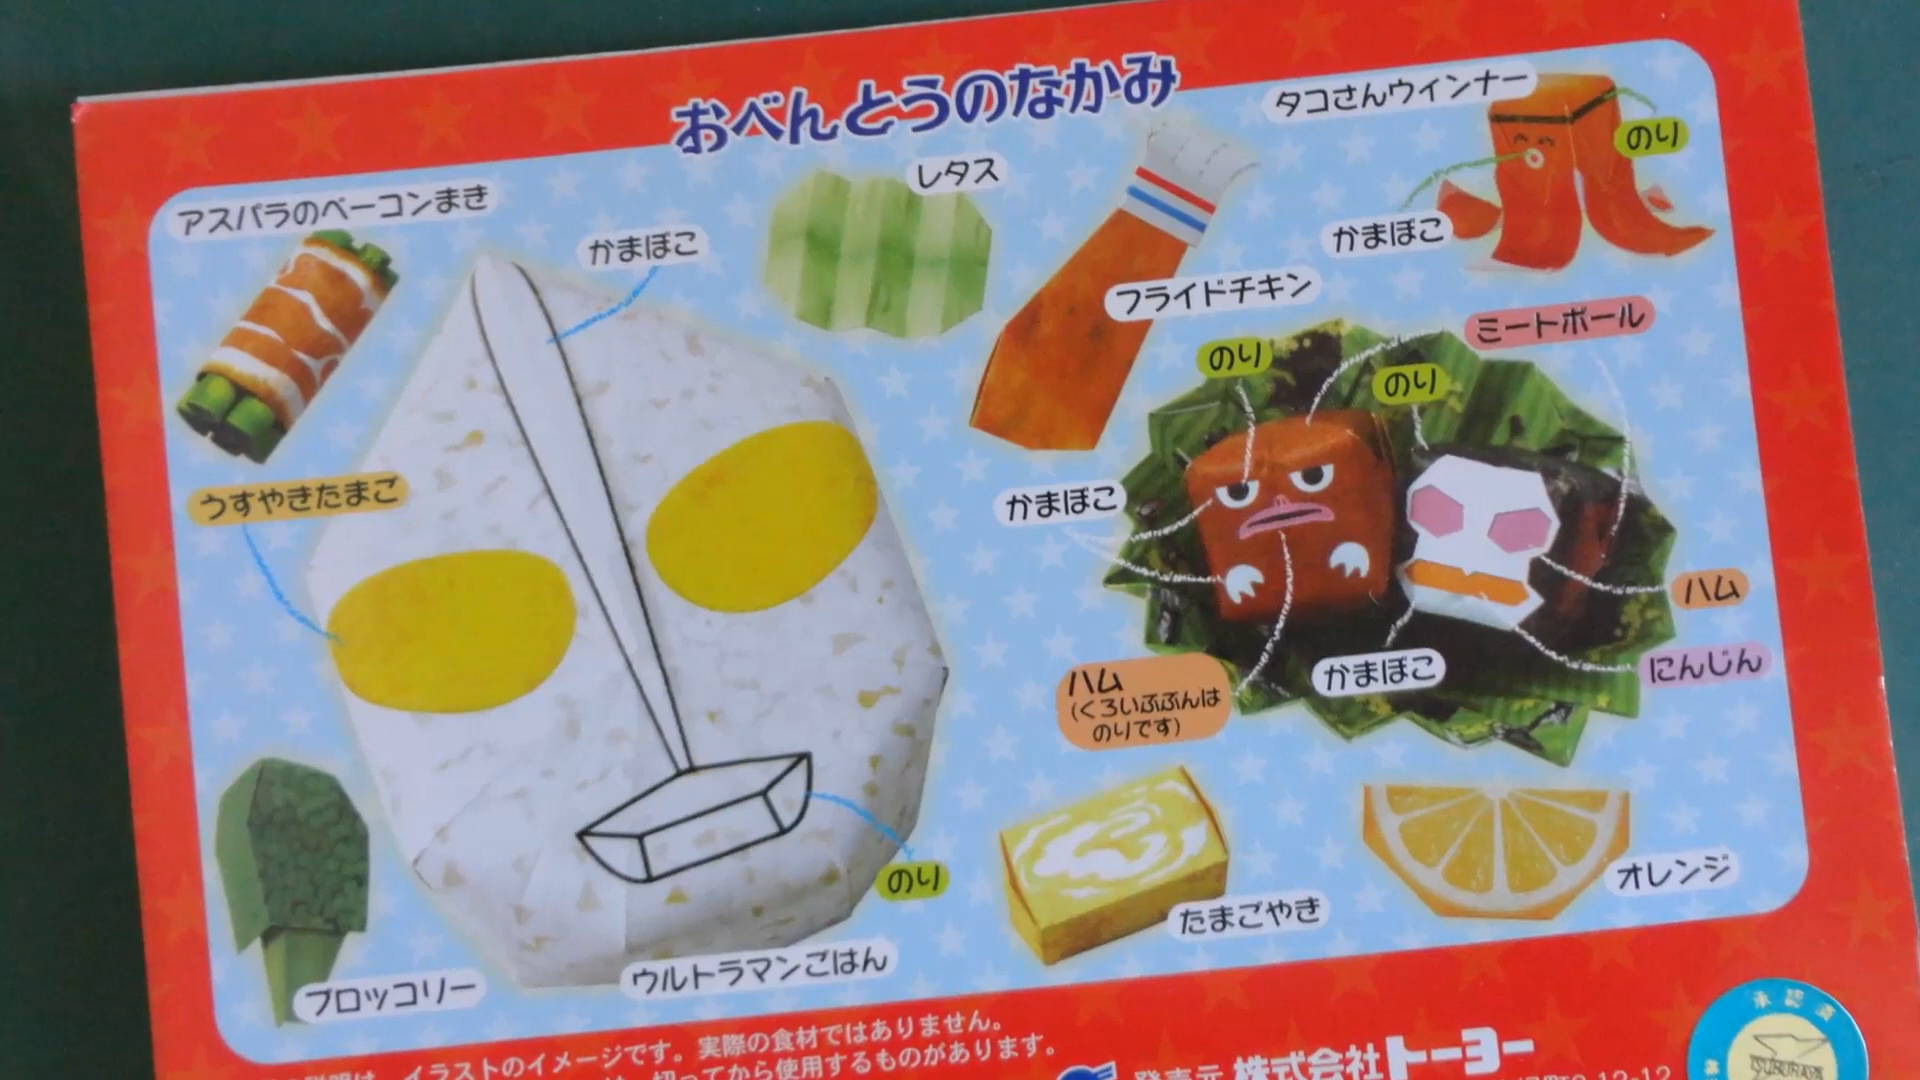 おべんとうのなかみ
アスパラのベーコンまき
かまぼこ
レタス
タコさんウインナー
のり
かまぼこ
フライドチキン
ミートボール
のり
のり
うすやきたまご
かまぼこ
ハム
かまぼこ
にんじん
ハム
(くろいぶぶんは
のりです)
のり
たまごやき
オレンジ
ブロッコリー
ウルトラマンごはん
イラストのイメージです。実際の食材ではありません。
切ってから使用するものがあります。
発売元 株式会社トーヨー
承認済